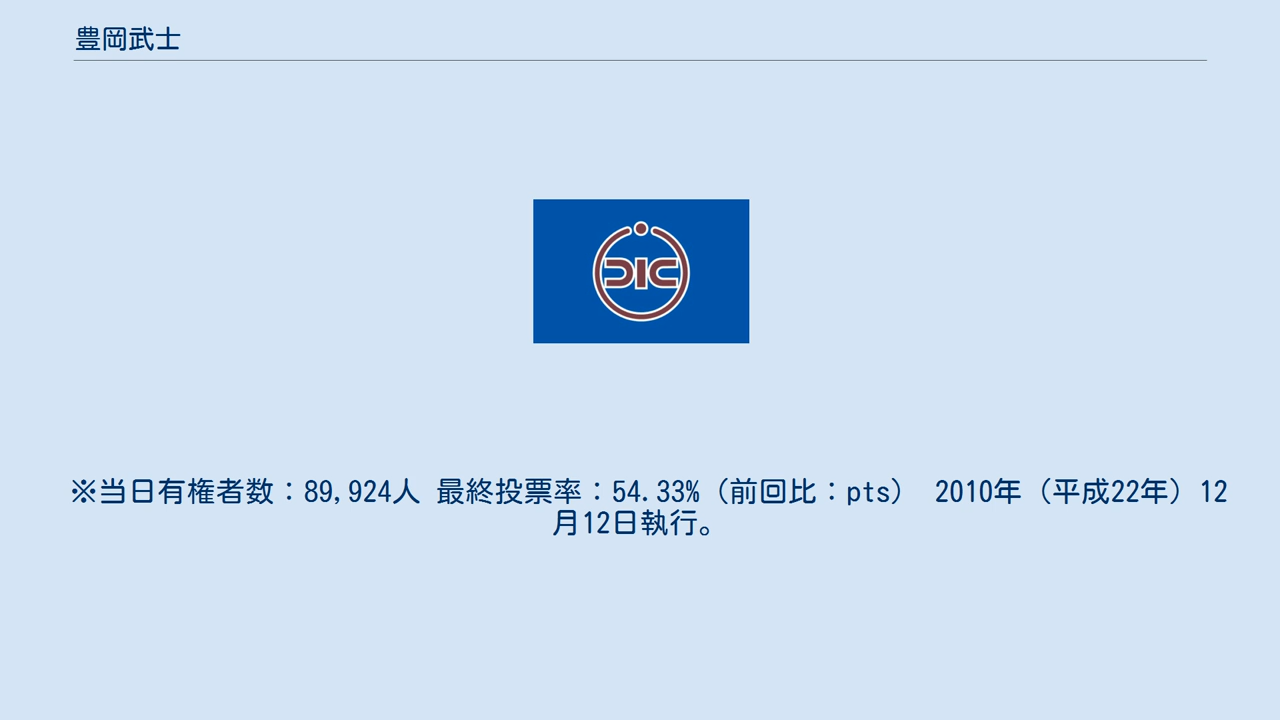 豊岡武士
※当日有権者数：89,924人 最終投票率：54.33%（前回比：pts） 2010年（平成22年）12
月12日執行。